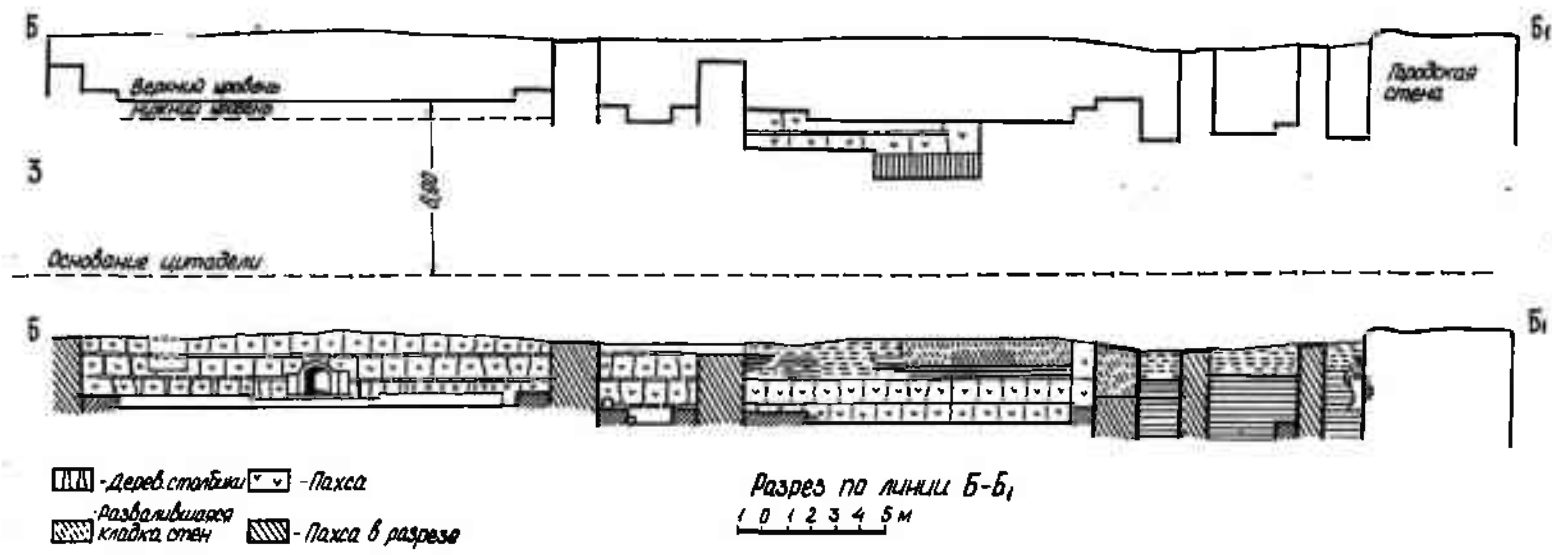 Б Б₁
Верхний уровень
нижний уровень
Городская
стена
3
Основание цитадели
Б Б₁
- Дерев. столбики - Пахса
- Развалившаяся
кладка стен - Пахса в разрезе
Разрез по линии Б-Б₁
1 0 1 2 3 4 5 м